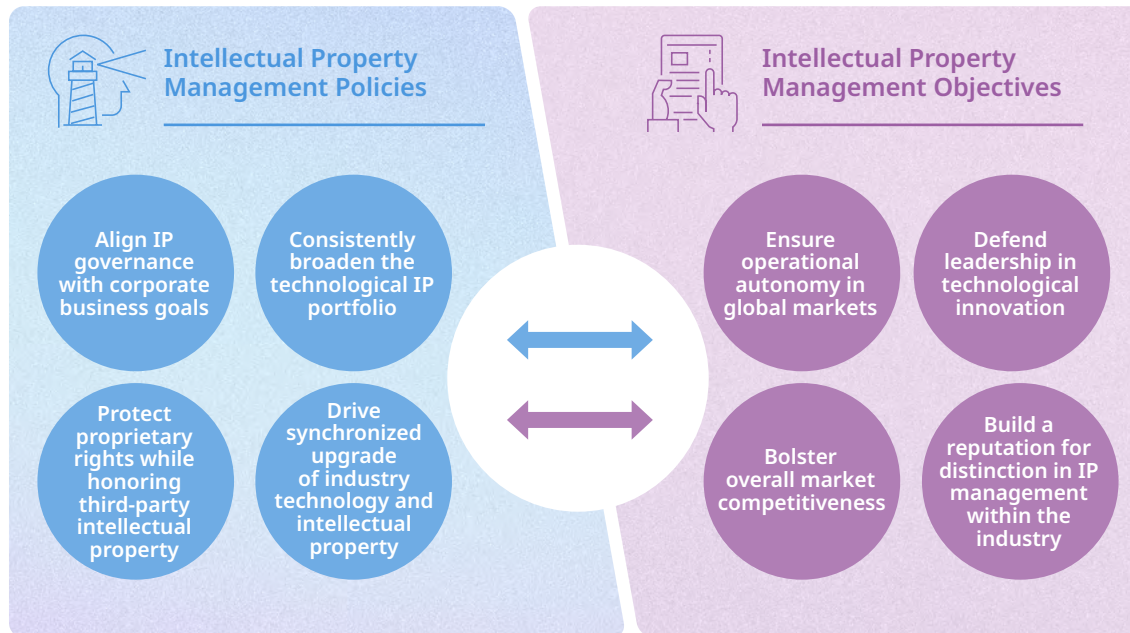 Intellectual Property
Management Policies
Align IP
governance
with corporate
business goals
Consistently
broaden the
technological IP
portfolio
Protect
proprietary
rights while
honoring
third-party
intellectual
property
Drive
synchronized
upgrade
of industry
technology and
intellectual
property
Intellectual Property
Management Objectives
Ensure
operational
autonomy in
global markets
Defend
leadership in
technological
innovation
Bolster
overall market
competitiveness
Build a
reputation for
distinction in IP
management
within the
industry